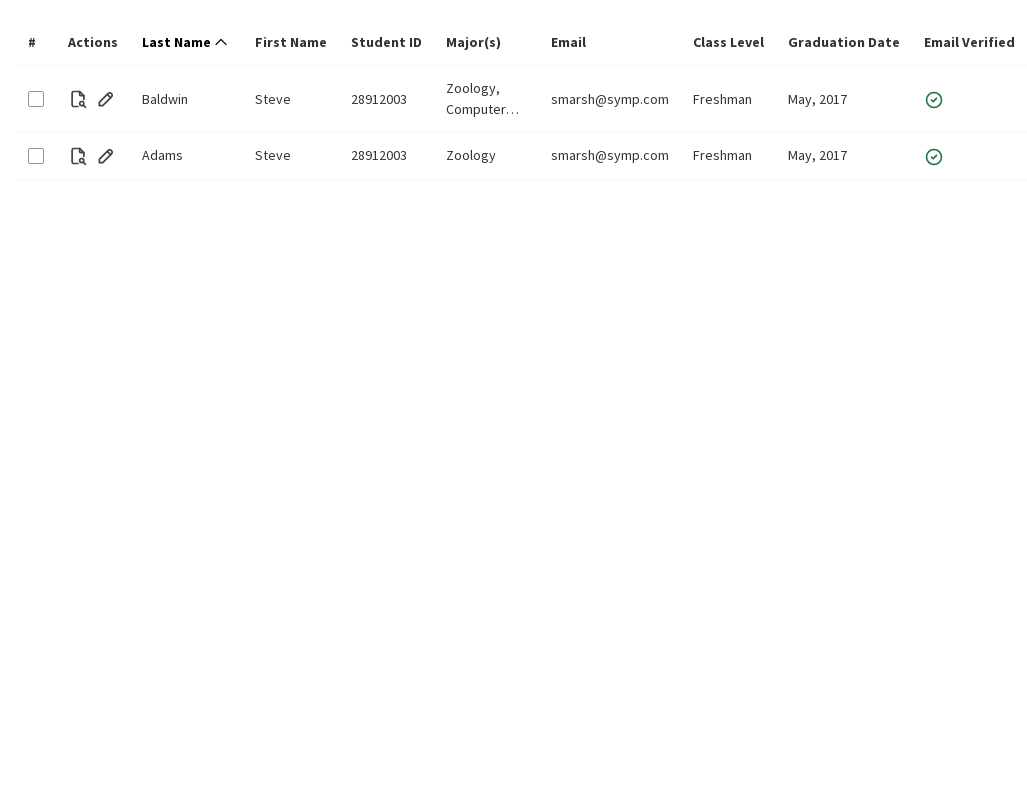 # Actions Last Name First Name Student ID Major(s) Email Class Level Graduation Date Email Verified
Baldwin Steve 28912003 Zoology, Computer… smarsh@symp.com Freshman May, 2017
Adams Steve 28912003 Zoology smarsh@symp.com Freshman May, 2017